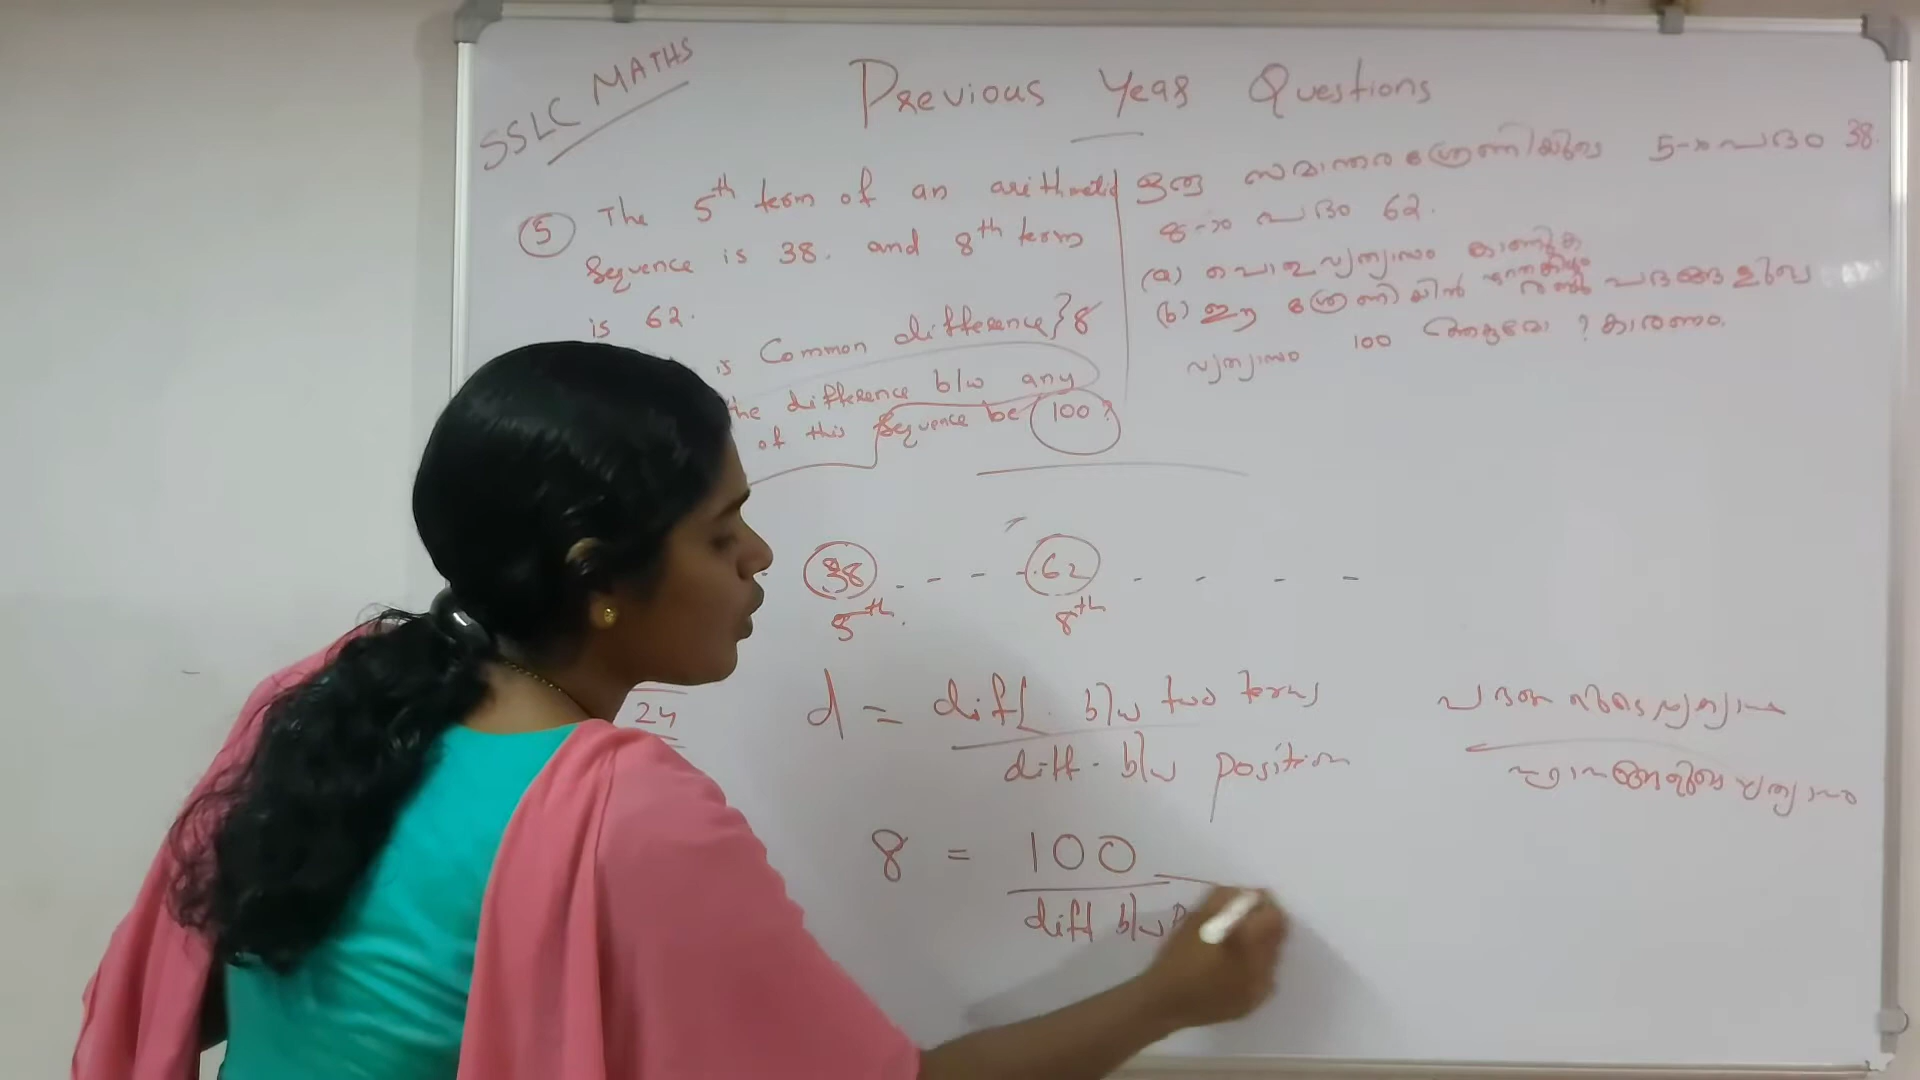 SSLC MATHS
Previous Year Questions
5 The 5th term of an arithmetic
Sequence is 38. and 8th term
is 62.
is Common difference} 8
the difference b/w any
of this Sequence be 100?
ഒരു സമാന്തരശ്രേണിയുടെ 5-ാം പദം 38.
8-ാം പദം 62.
(a) പൊതുവ്യത്യാസം കാണുക
(b) ഈ ശ്രേണിയിൽ ഏതെങ്കിലും രണ്ടു പദങ്ങളുടെ
വ്യത്യാസം 100 ആകുമോ ? കാരണം.
38 - - - - 62 - - - -
5th. 8th
24
d = diff. b/w two terms
diff. b/w position
പദങ്ങളുടെ വ്യത്യാസം
സ്ഥാനങ്ങളുടെ വ്യത്യാസം
8 = 100
diff b/w